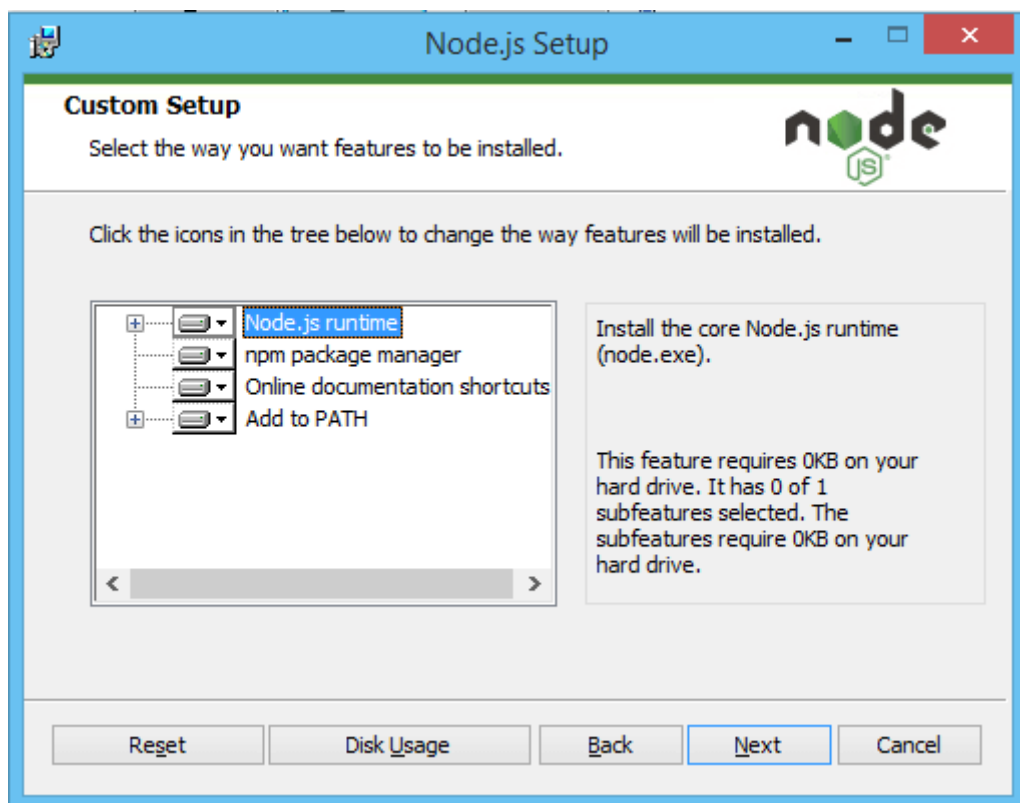 Node.js Setup
Custom Setup
Select the way you want features to be installed.
node
JS
Click the icons in the tree below to change the way features will be installed.
Node.js runtime
npm package manager
Online documentation shortcuts
Add to PATH
Install the core Node.js runtime
(node.exe).
This feature requires 0KB on your
hard drive. It has 0 of 1
subfeatures selected. The
subfeatures require 0KB on your
hard drive.
Reset
Disk Usage
Back
Next
Cancel